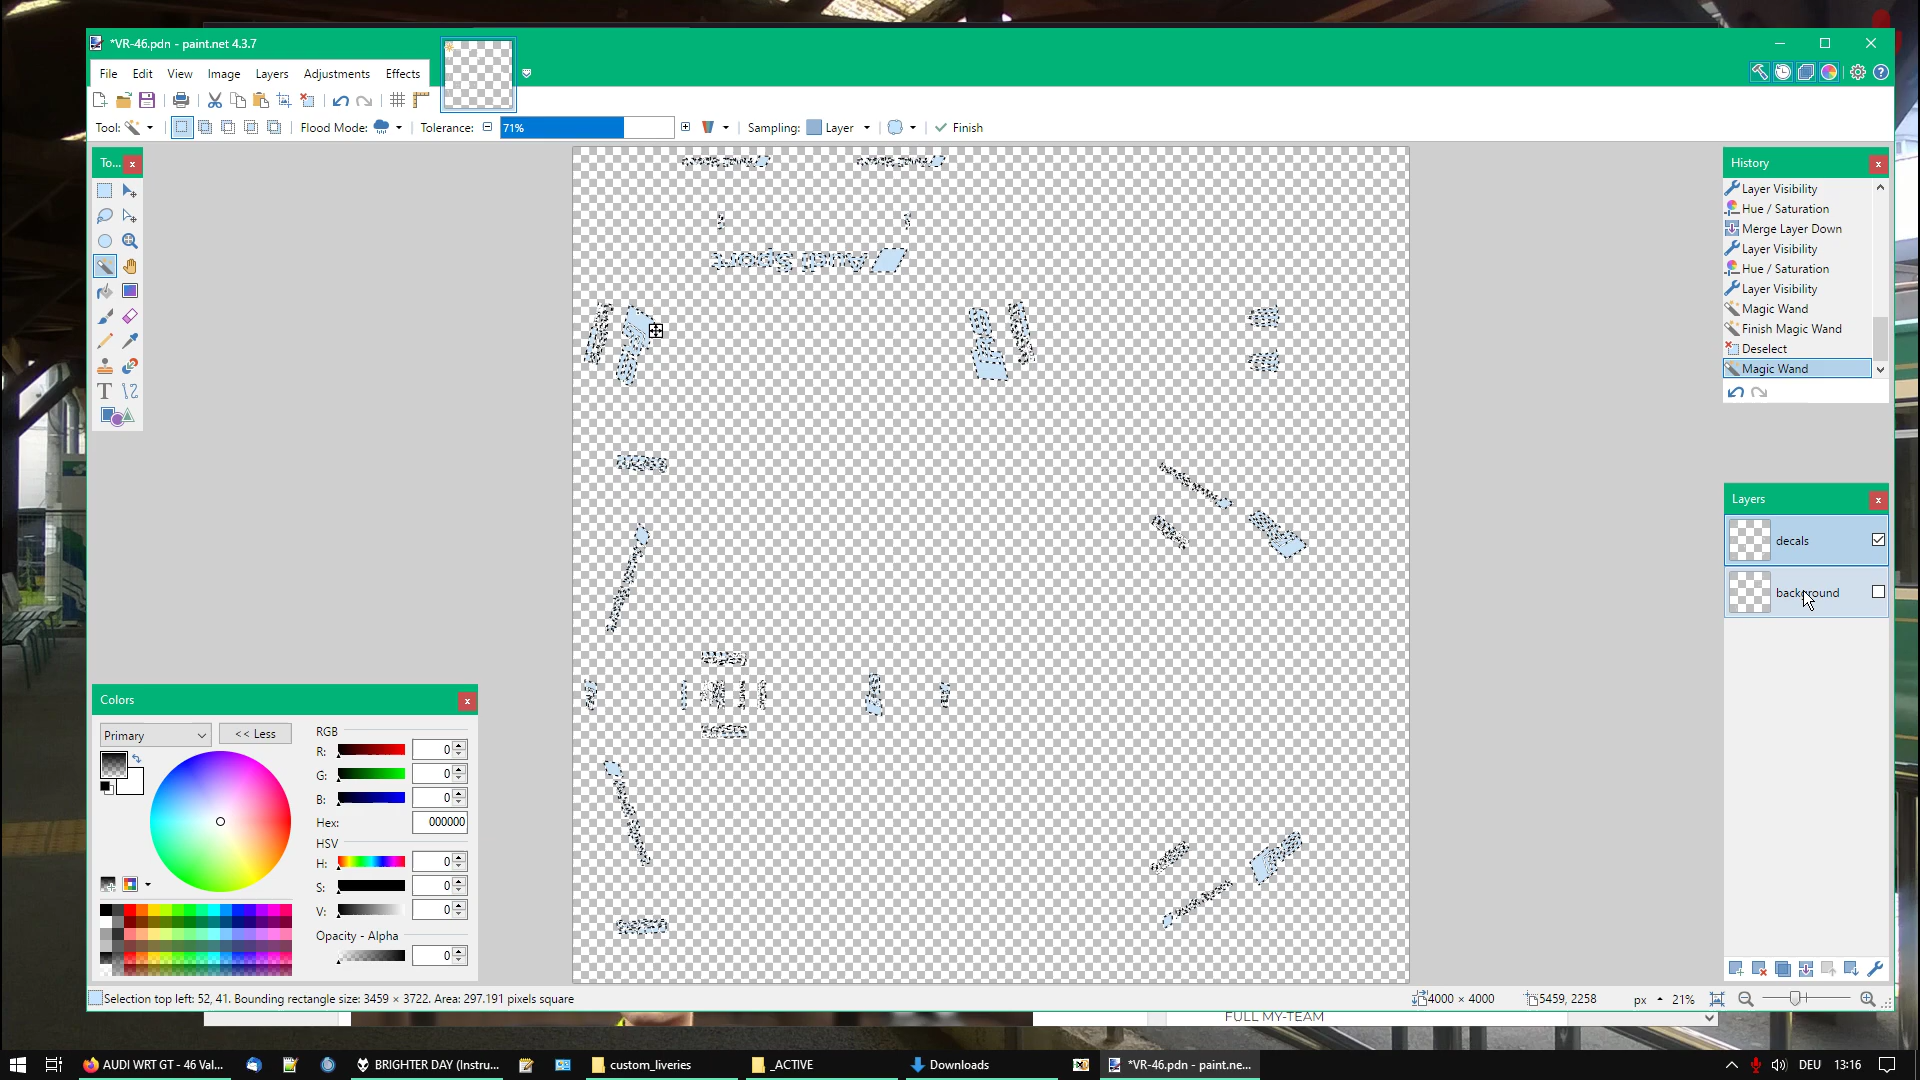 *VR-46.pdn - paint.net 4.3.7
File Edit View Image Layers Adjustments Effects
Tool: Flood Mode: Tolerance: 71% Sampling: Layer Finish
To...
History
Layer Visibility
Hue / Saturation
Merge Layer Down
Layer Visibility
Hue / Saturation
Layer Visibility
Magic Wand
Finish Magic Wand
Deselect
Magic Wand
Layers
decals
background
Colors
Primary
<< Less
RGB
R: 0
G: 0
B: 0
Hex: 000000
HSV
H: 0
S: 0
V: 0
Opacity - Alpha
0
Selection top left: 52, 41. Bounding rectangle size: 3459 × 3722. Area: 297.191 pixels square
4000 × 4000
5459, 2258
px
21%
FULL MY-TEAM
AUDI WRT GT - 46 Val...
BRIGHTER DAY (Instru...
custom_liveries
_ACTIVE
Downloads
*VR-46.pdn - paint.ne...
DEU
13:16